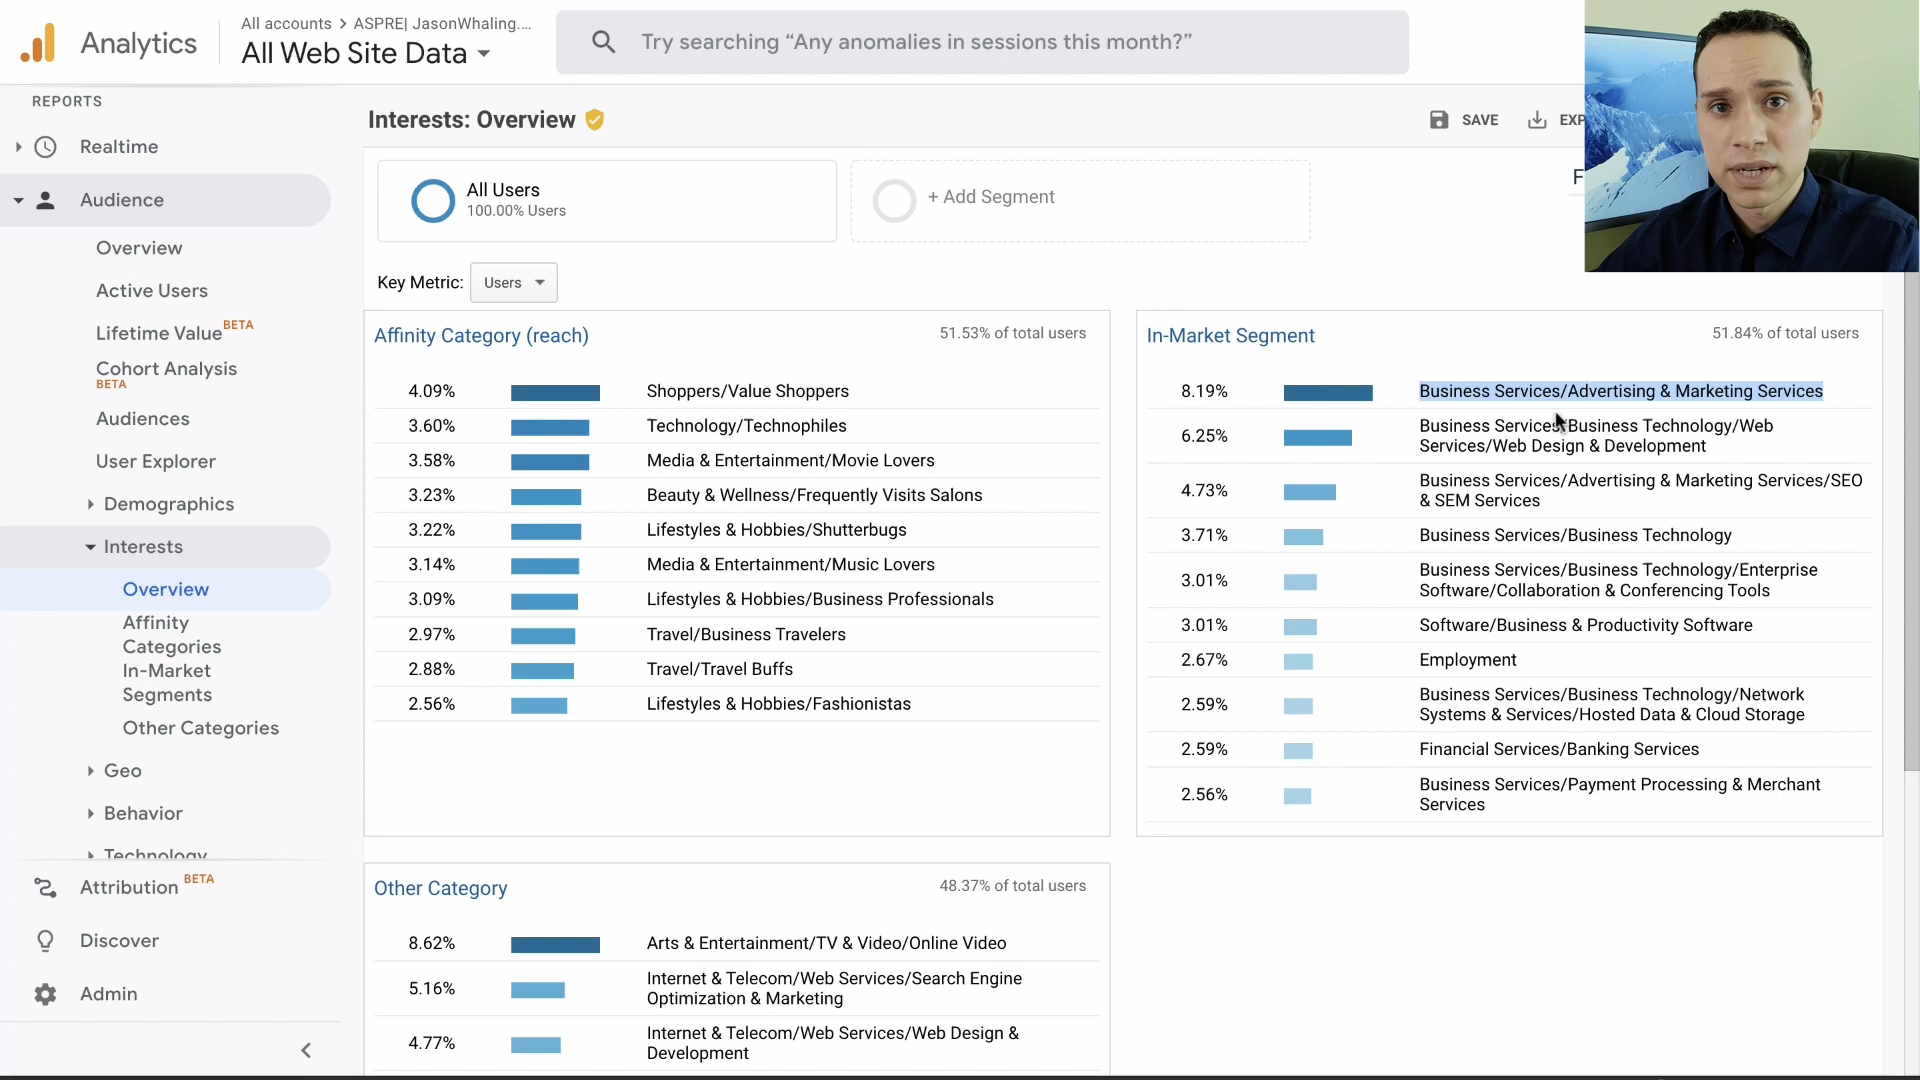 Analytics
All accounts > ASPRE| JasonWhaling....
All Web Site Data
Try searching “Any anomalies in sessions this month?”
REPORTS
Realtime
Audience
Overview
Active Users
Lifetime Value BETA
Cohort Analysis
BETA
Audiences
User Explorer
Demographics
Interests
Overview
Affinity
Categories
In-Market
Segments
Other Categories
Geo
Behavior
Technology
Attribution BETA
Discover
Admin
Interests: Overview
SAVE
EXP
All Users
100.00% Users
+ Add Segment
F
Key Metric: Users
Affinity Category (reach) 51.53% of total users
4.09% Shoppers/Value Shoppers
3.60% Technology/Technophiles
3.58% Media & Entertainment/Movie Lovers
3.23% Beauty & Wellness/Frequently Visits Salons
3.22% Lifestyles & Hobbies/Shutterbugs
3.14% Media & Entertainment/Music Lovers
3.09% Lifestyles & Hobbies/Business Professionals
2.97% Travel/Business Travelers
2.88% Travel/Travel Buffs
2.56% Lifestyles & Hobbies/Fashionistas
In-Market Segment 51.84% of total users
8.19% Business Services/Advertising & Marketing Services
6.25% Business Services/Business Technology/Web
Services/Web Design & Development
4.73% Business Services/Advertising & Marketing Services/SEO
& SEM Services
3.71% Business Services/Business Technology
3.01% Business Services/Business Technology/Enterprise
Software/Collaboration & Conferencing Tools
3.01% Software/Business & Productivity Software
2.67% Employment
2.59% Business Services/Business Technology/Network
Systems & Services/Hosted Data & Cloud Storage
2.59% Financial Services/Banking Services
2.56% Business Services/Payment Processing & Merchant
Services
Other Category 48.37% of total users
8.62% Arts & Entertainment/TV & Video/Online Video
5.16% Internet & Telecom/Web Services/Search Engine
Optimization & Marketing
4.77% Internet & Telecom/Web Services/Web Design &
Development